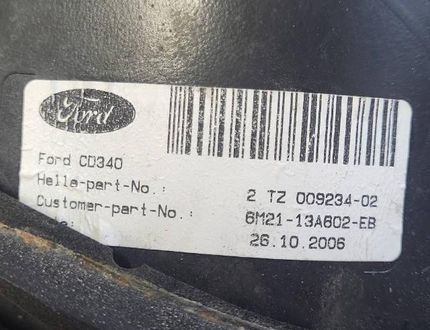 Ford
Ford CD340
Hella-part-No.: 2 TZ 009234-02
Customer-part-No.: 6M21-13A602-EB
26.10.2006